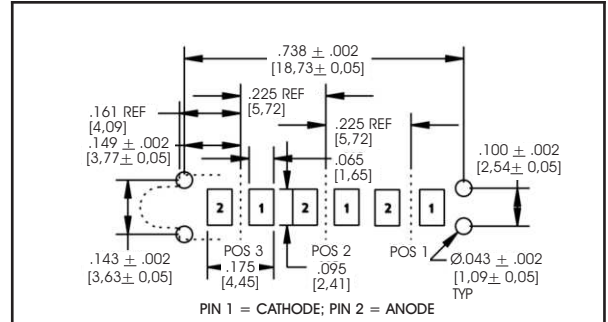 .738 ± .002
[18,73± 0,05]
.225 REF
[5,72]
.161 REF
[4,09]
.149 ± .002
[3,77± 0,05]
.225 REF
[5,72]
.065
[1,65]
.100 ± .002
[2,54± 0,05]
2 1 2 1 2 1
POS 3
POS 2
POS 1
.143 ± .002
[3,63± 0,05]
.175
[4,45]
.095
[2,41]
Ø.043 ± .002
[1,09± 0,05]
TYP
PIN 1 = CATHODE; PIN 2 = ANODE